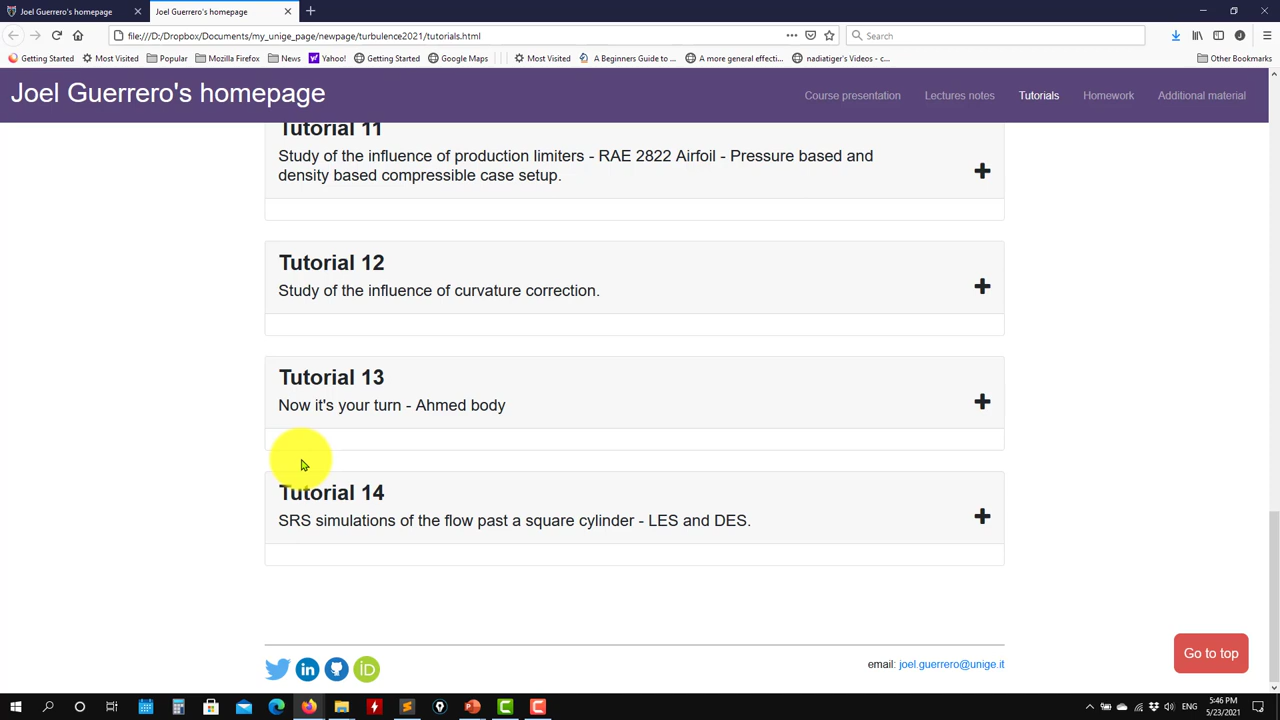 Joel Guerrero's homepage
Joel Guerrero's homepage
file:///D:/Dropbox/Documents/my_unige_page/newpage/turbulence2021/tutorials.html
Search
Getting Started
Most Visited
Popular
Mozilla Firefox
News
Yahoo!
Getting Started
Google Maps
Most Visited
A Beginners Guide to ...
A more general effecti...
nadiatiger's Videos - c...
Other Bookmarks
Joel Guerrero's homepage
Course presentation
Lectures notes
Tutorials
Homework
Additional material
Tutorial 11
Study of the influence of production limiters - RAE 2822 Airfoil - Pressure based and
density based compressible case setup.
Tutorial 12
Study of the influence of curvature correction.
Tutorial 13
Now it's your turn - Ahmed body
Tutorial 14
SRS simulations of the flow past a square cylinder - LES and DES.
email: joel.guerrero@unige.it
Go to top
ENG
5:46 PM
5/23/2021